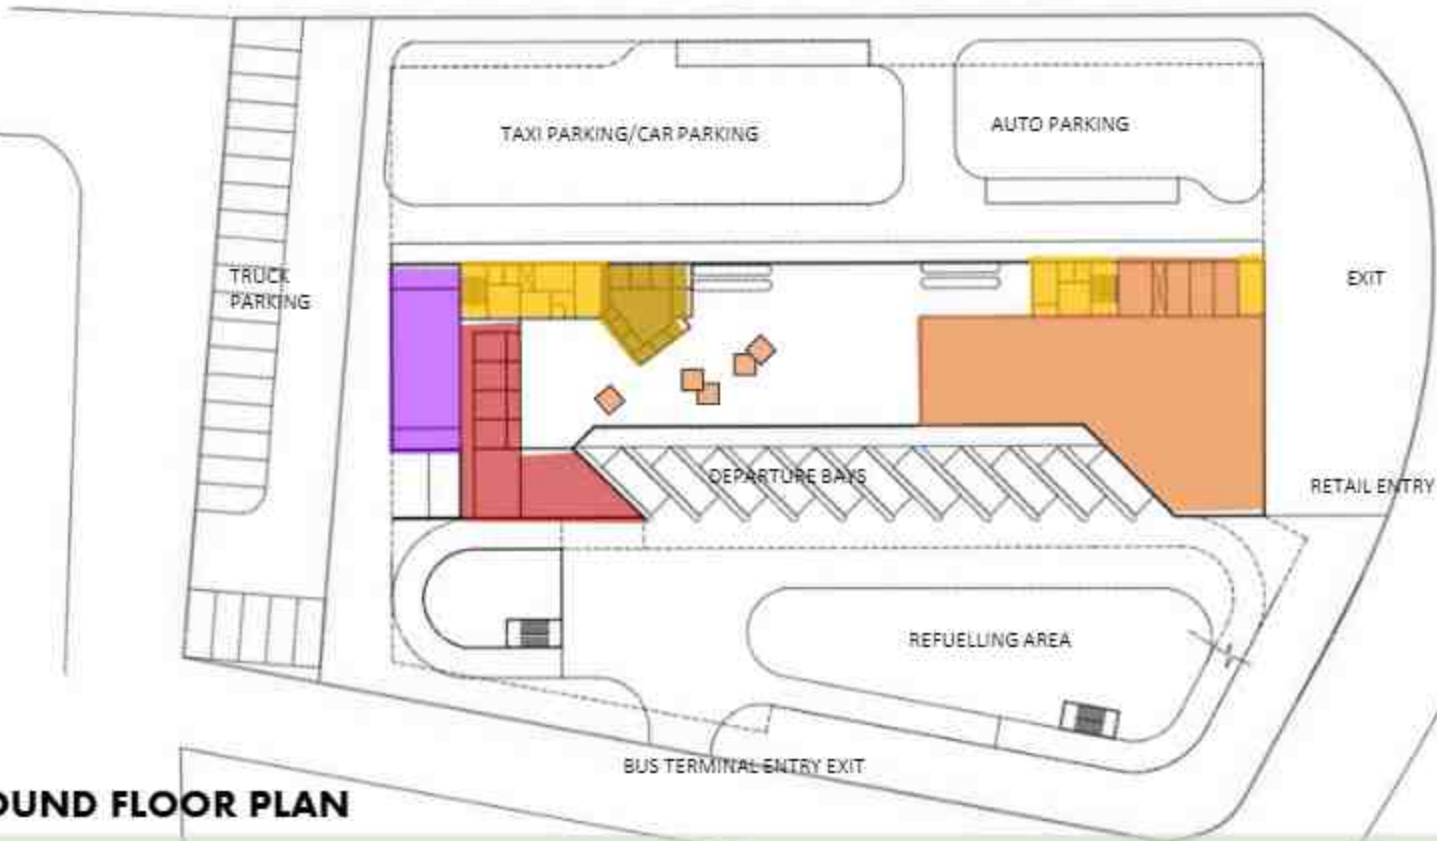 TAXI PARKING/CAR PARKING
AUTO PARKING
TRUCK
PARKING
EXIT
DEPARTURE BAYS
RETAIL ENTRY
REFUELLING AREA
BUS TERMINAL ENTRY EXIT
OUND FLOOR PLAN